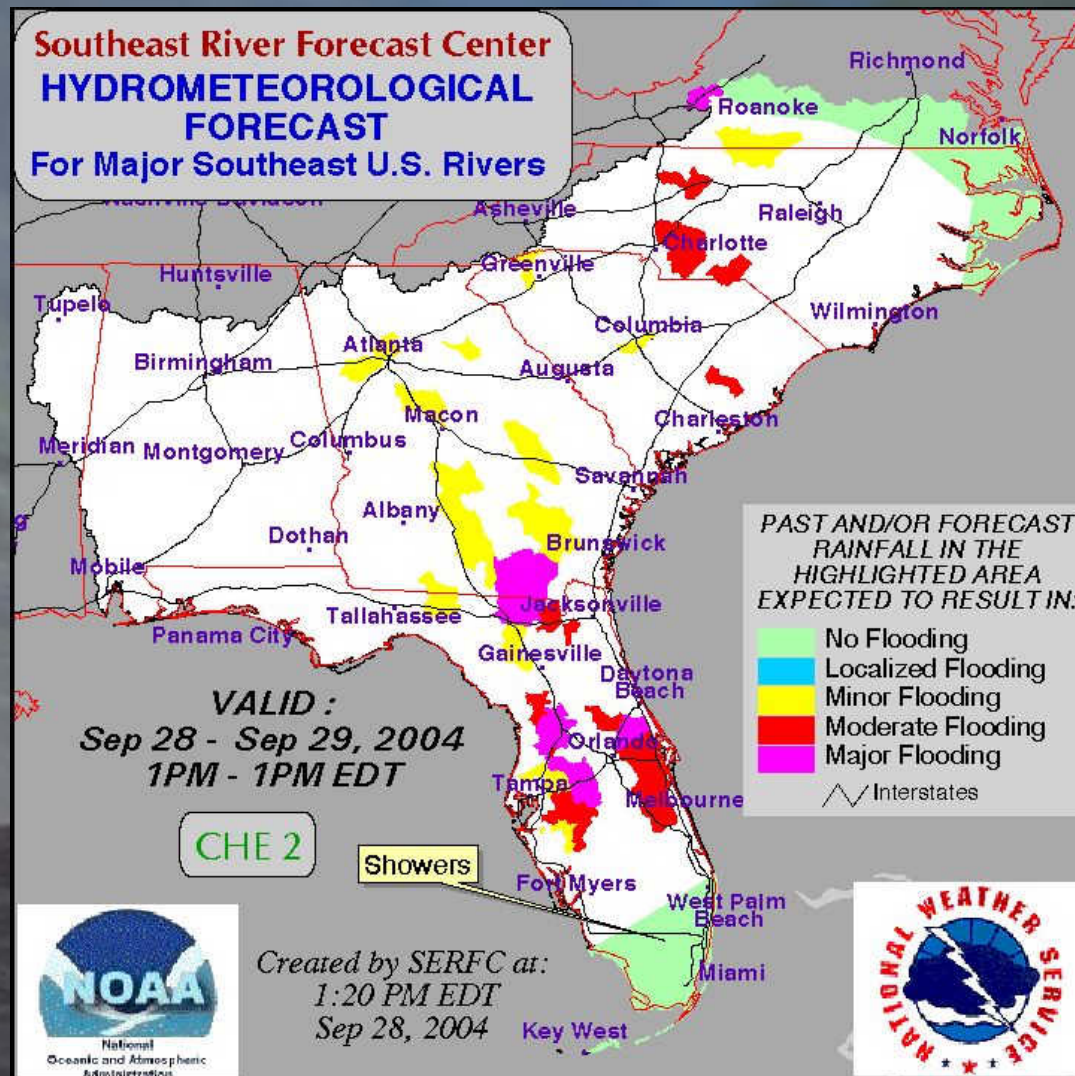 Southeast River Forecast Center
HYDROMETEOROLOGICAL
FORECAST
For Major Southeast U.S. Rivers
Richmond
Roanoke
Norfolk
Asheville
Raleigh
Charlotte
Greenville
Huntsville
Tupelo
Wilmington
Columbia
Atlanta
Birmingham
Augusta
Macon
Charleston
Meridian
Montgomery
Columbus
Savannah
Albany
Dothan
Brunswick
Mobile
Jacksonville
Tallahassee
Panama City
Gainesville
Daytona
Beach
Orlando
Tampa
Melbourne
Fort Myers
West Palm
Beach
Miami
Key West
PAST AND/OR FORECAST
RAINFALL IN THE
HIGHLIGHTED AREA
EXPECTED TO RESULT IN:
No Flooding
Localized Flooding
Minor Flooding
Moderate Flooding
Major Flooding
Interstates
VALID :
Sep 28 - Sep 29, 2004
1PM - 1PM EDT
CHE 2
Showers
Created by SERFC at:
1:20 PM EDT
Sep 28, 2004
NOAA
National
Oceanic and Atmospheric
Administration
NATIONAL WEATHER SERVICE